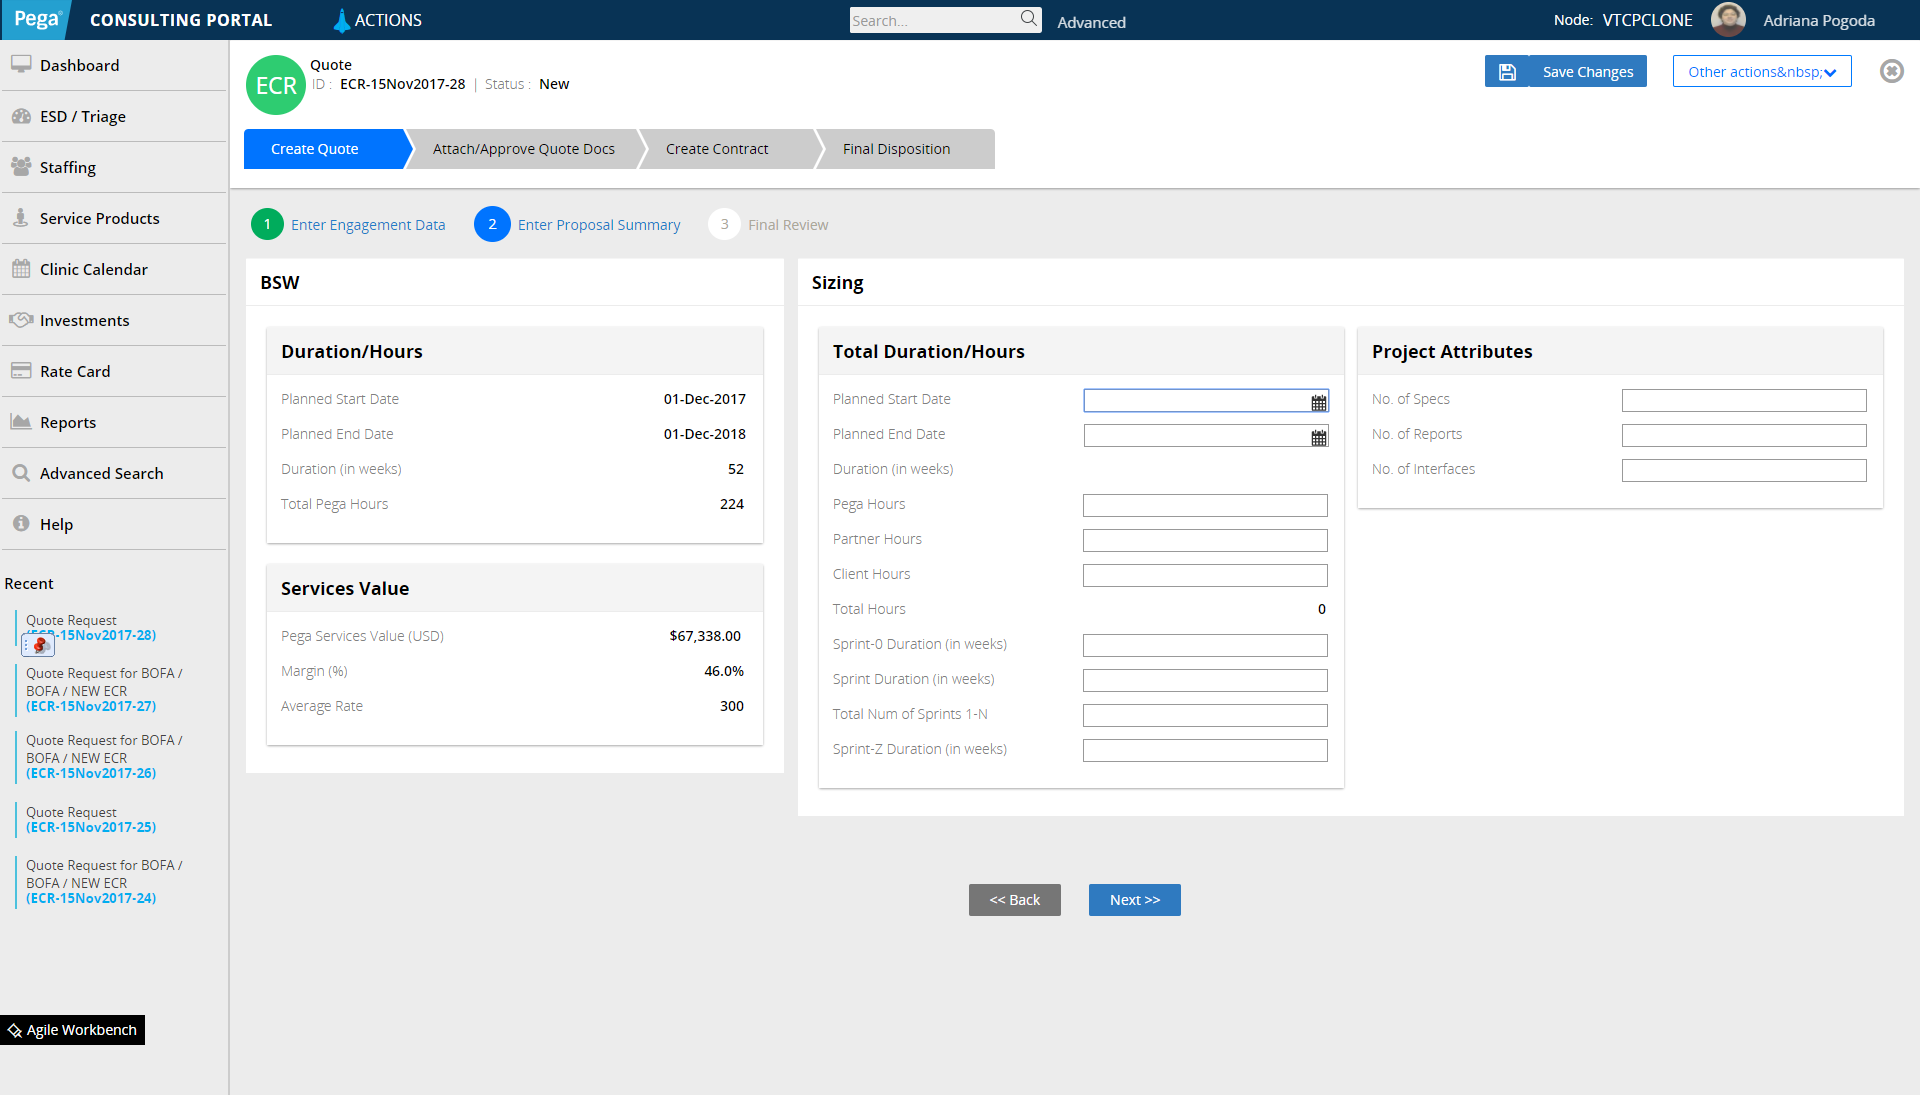 Pega
CONSULTING PORTAL
ACTIONS
Search...
Advanced
Node: VTCPCLONE
Adriana Pogoda
Dashboard
ESD / Triage
Staffing
Service Products
Clinic Calendar
Investments
Rate Card
Reports
Advanced Search
Help
Recent
Quote Request
-15Nov2017-28)
Quote Request for BOFA /
BOFA / NEW ECR
(ECR-15Nov2017-27)
Quote Request for BOFA /
BOFA / NEW ECR
(ECR-15Nov2017-26)
Quote Request
(ECR-15Nov2017-25)
Quote Request for BOFA /
BOFA / NEW ECR
(ECR-15Nov2017-24)
Agile Workbench
ECR
Quote
ID : ECR-15Nov2017-28 | Status : New
Save Changes
Other actions&nbsp;
Create Quote
Attach/Approve Quote Docs
Create Contract
Final Disposition
1 Enter Engagement Data
2 Enter Proposal Summary
3 Final Review
BSW
Duration/Hours
Planned Start Date 01-Dec-2017
Planned End Date 01-Dec-2018
Duration (in weeks) 52
Total Pega Hours 224
Services Value
Pega Services Value (USD) $67,338.00
Margin (%) 46.0%
Average Rate 300
Sizing
Total Duration/Hours
Planned Start Date
Planned End Date
Duration (in weeks)
Pega Hours
Partner Hours
Client Hours
Total Hours 0
Sprint-0 Duration (in weeks)
Sprint Duration (in weeks)
Total Num of Sprints 1-N
Sprint-Z Duration (in weeks)
Project Attributes
No. of Specs
No. of Reports
No. of Interfaces
<< Back
Next >>